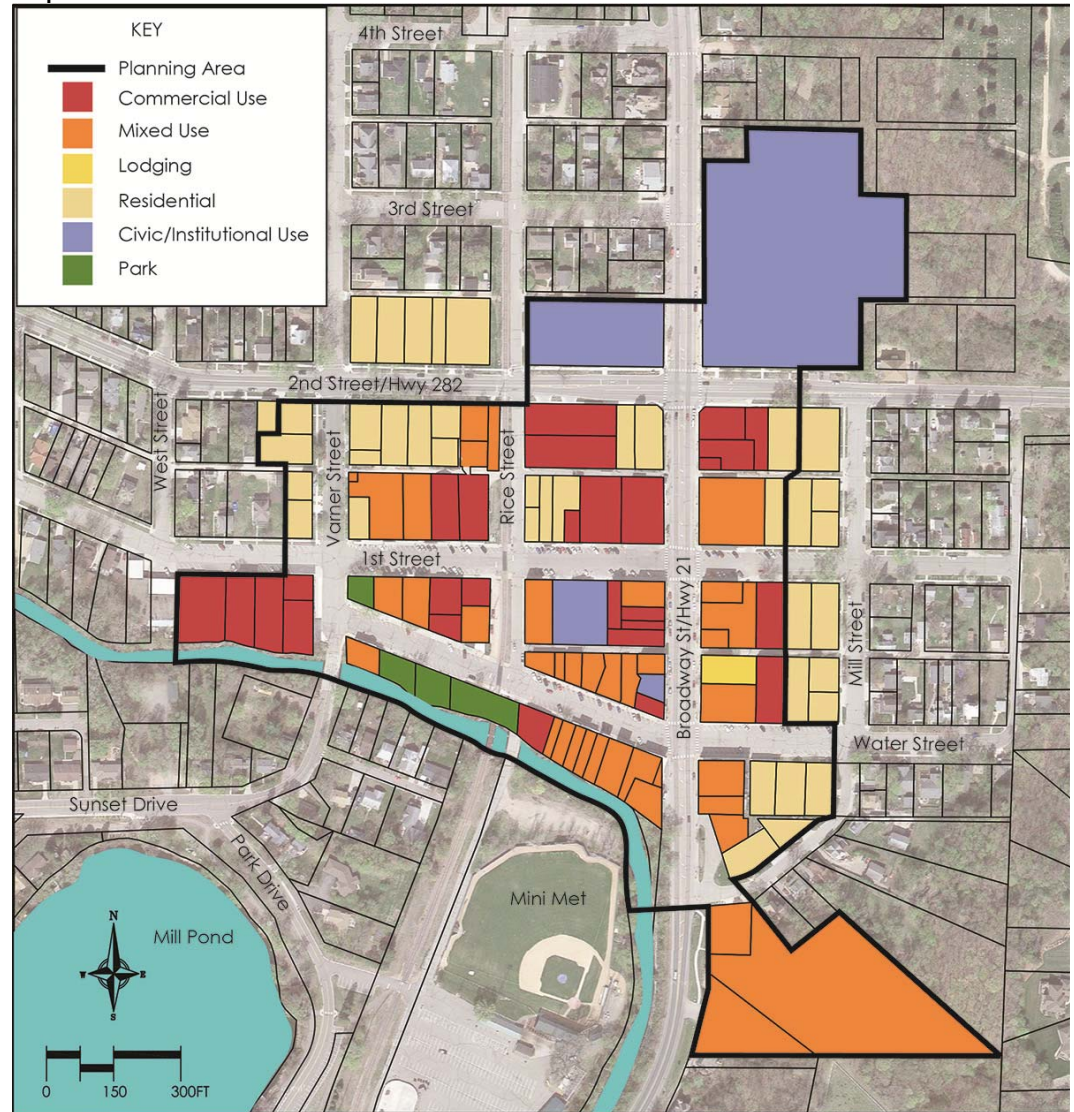 KEY
Planning Area
Commercial Use
Mixed Use
Lodging
Residential
Civic/Institutional Use
Park
4th Street
3rd Street
2nd Street/Hwy 282
West Street
Varner Street
Rice Street
1st Street
Broadway St/Hwy 21
Mill Street
Water Street
Sunset Drive
Park Drive
Mini Met
Mill Pond
N
W
E
S
0
150
300FT